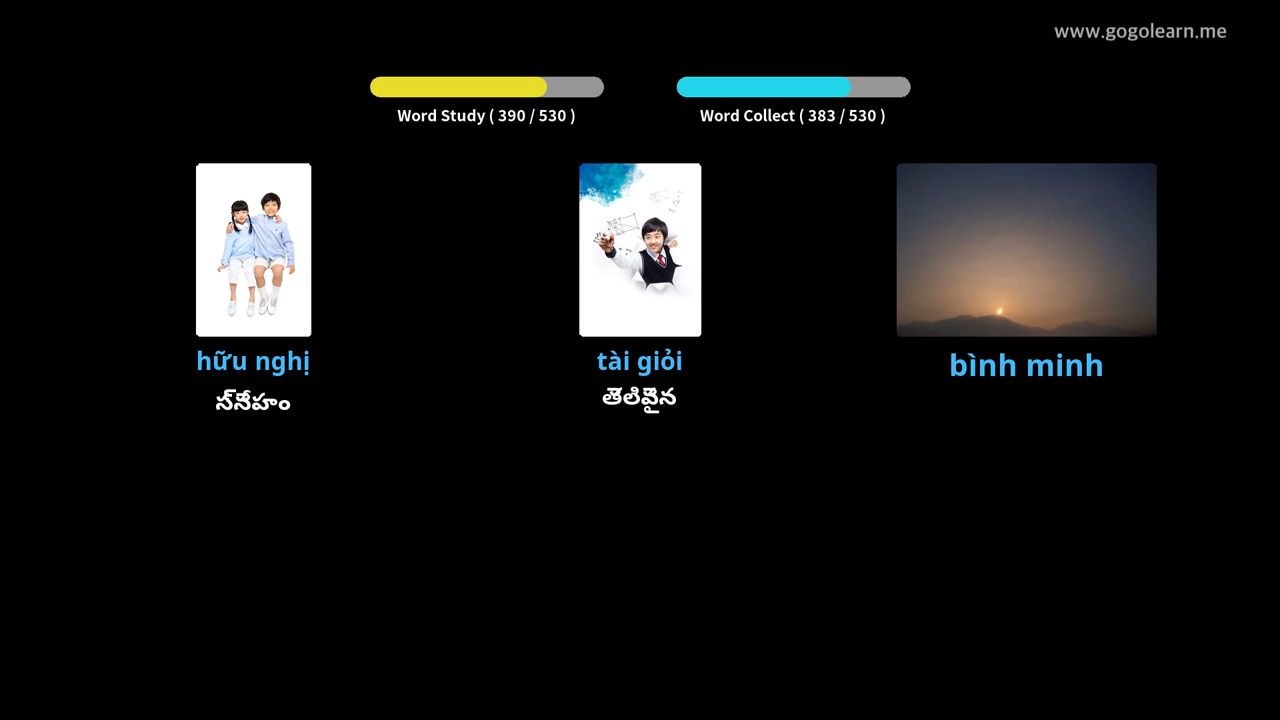 www.gogolearn.me
Word Study ( 390 / 530 )
Word Collect ( 383 / 530 )
hữu nghị
tài giỏi
bình minh
స్నేహం
తెలివైన